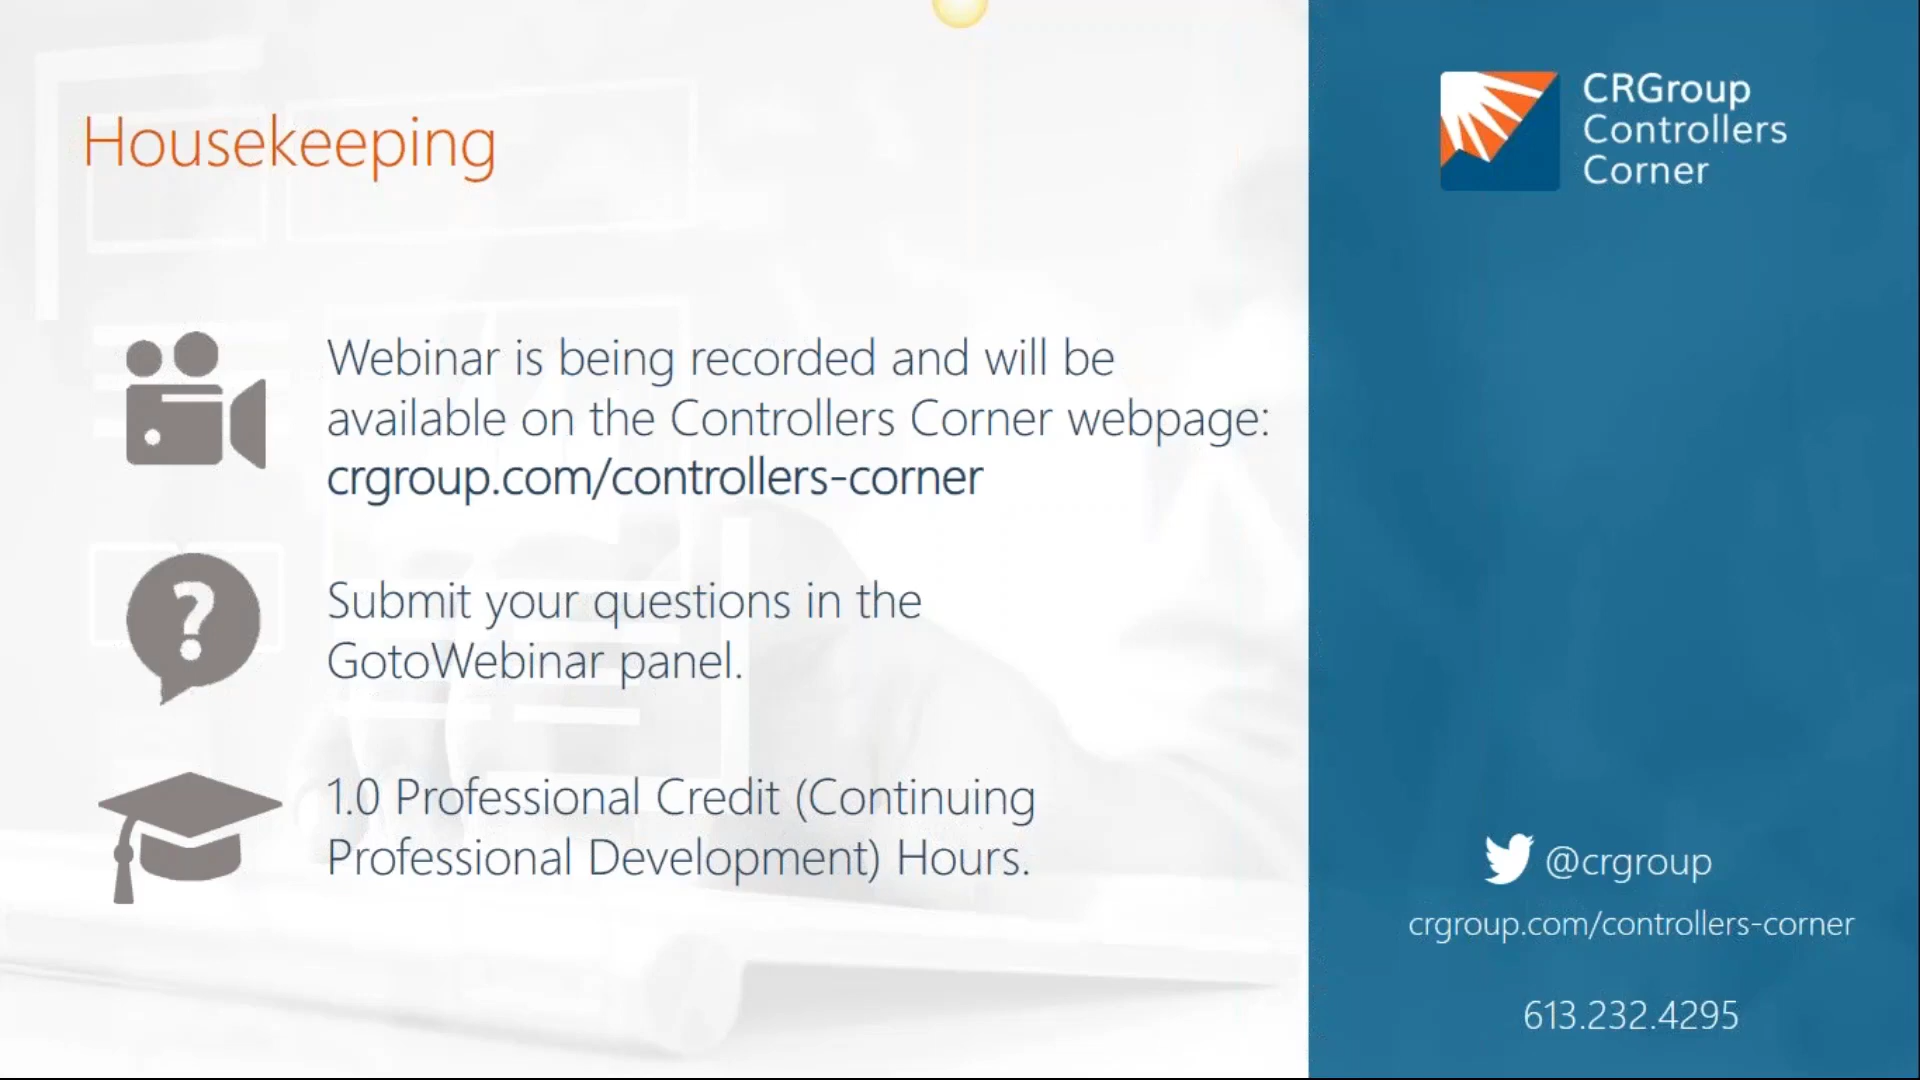 Housekeeping
Webinar is being recorded and will be
available on the Controllers Corner webpage:
crgroup.com/controllers-corner
?
Submit your questions in the
GotoWebinar panel.
1.0 Professional Credit (Continuing
Professional Development) Hours.
CRGroup
Controllers
Corner
@crgroup
crgroup.com/controllers-corner
613.232.4295